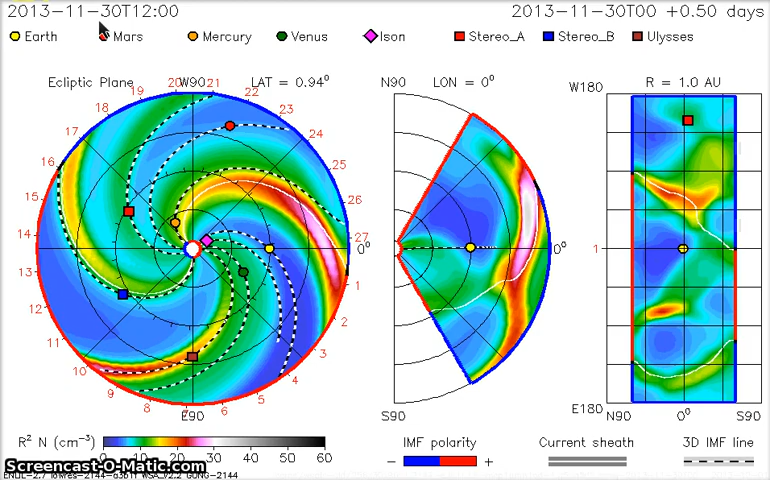 2013-11-30T12:00
2013-11-30T00 +0.50 days
Earth Mars Mercury Venus Ison Stereo_A Stereo_B Ulysses
Ecliptic Plane W90 LAT = 0.94°
N90 LON = 0°
W180 R = 1.0 AU
20 21
19 22
18 23
17 24
16 25
15 26
14 27 0°
13 1
12 2
11 3
10 4
9 5
8 6
E90
0°
S90
1
E180 N90 0° S90
R² N (cm⁻³)
0 10 20 30 40 50 60
IMF polarity
- +
Current sheath
3D IMF line
Screencast-O-Matic.com